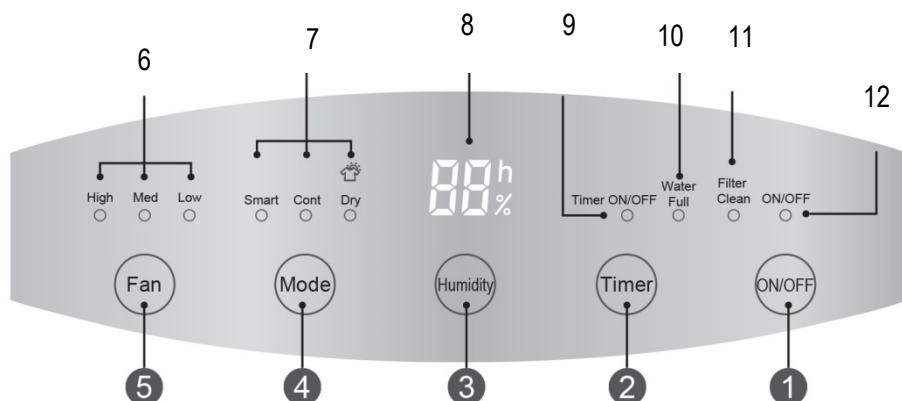 6
7
8
9
10
11
12
High
Med
Low
Smart
Cont
Dry
88 h
%
Timer ON/OFF
Water
Full
Filter
Clean
ON/OFF
Fan
Mode
Humidity
Timer
ON/OFF
5
4
3
2
1